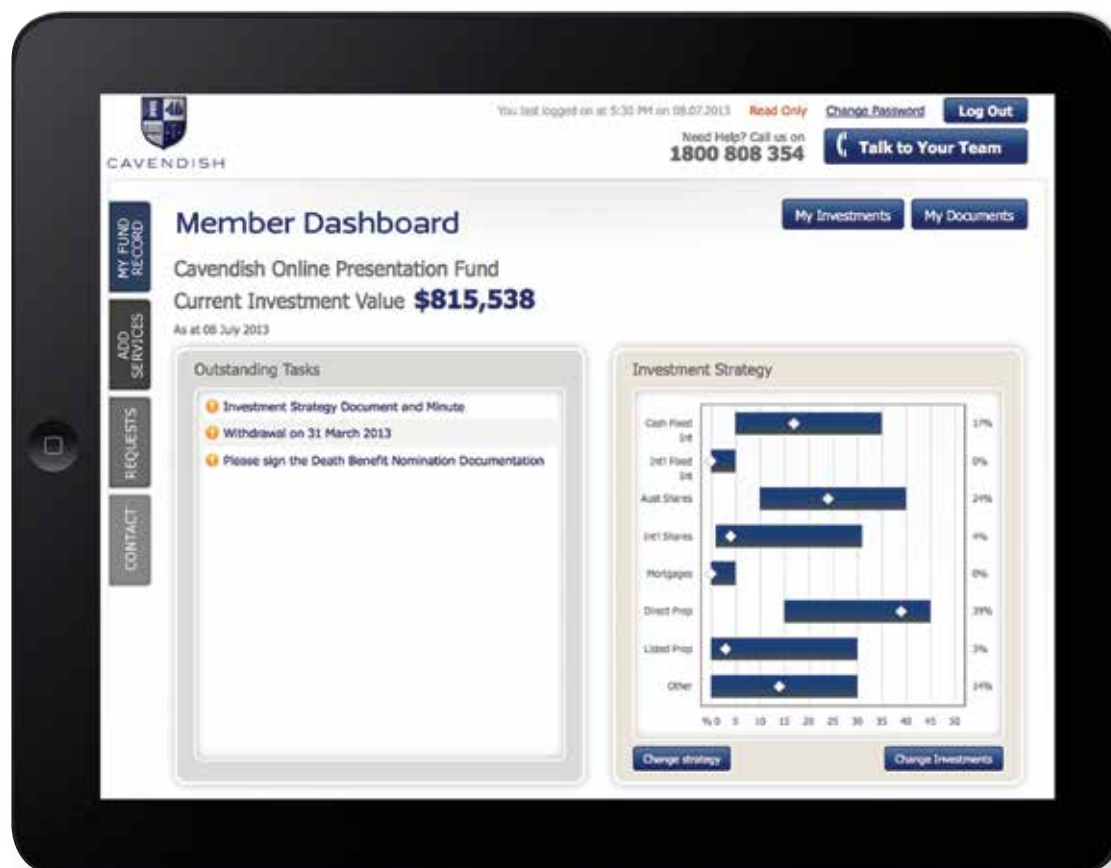 You last logged on at 5:30 PM on 08.07.2013 Read Only Change Password Log Out
Need Help? Call us on
1800 808 354
Talk to Your Team
CAVENDISH
MY FUND
RECORD
ADD
SERVICES
REQUESTS
CONTACT
Member Dashboard
My Investments
My Documents
Cavendish Online Presentation Fund
Current Investment Value $815,538
As at 08 July 2013
Outstanding Tasks
Investment Strategy Document and Minute
Withdrawal on 31 March 2013
Please sign the Death Benefit Nomination Documentation
Investment Strategy
Cash Fixed
Int
17%
Int'l Fixed
Int
0%
Aust Shares 24%
Int'l Shares 4%
Mortgages 0%
Direct Prop 39%
Listed Prop 3%
Other 14%
% 0 5 10 15 20 25 30 35 40 45 50
Change strategy
Change Investments